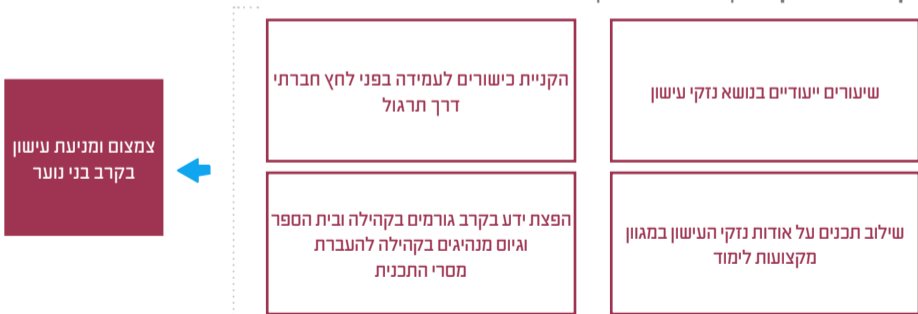 שיעורים ייעודיים בנושא נזקי עישון
הקניית כישורים לעמידה בפני לחץ חברתי
דרך תרגול
שילוב תכנים על אודות נזקי העישון במגוון
מקצועות לימוד
הפצת ידע בקרב גורמים בקהילה ובית הספר
וגיוס מנהיגים בקהילה להעברת
מסרי התכנית
צמצום ומניעת עישון
בקרב בני נוער